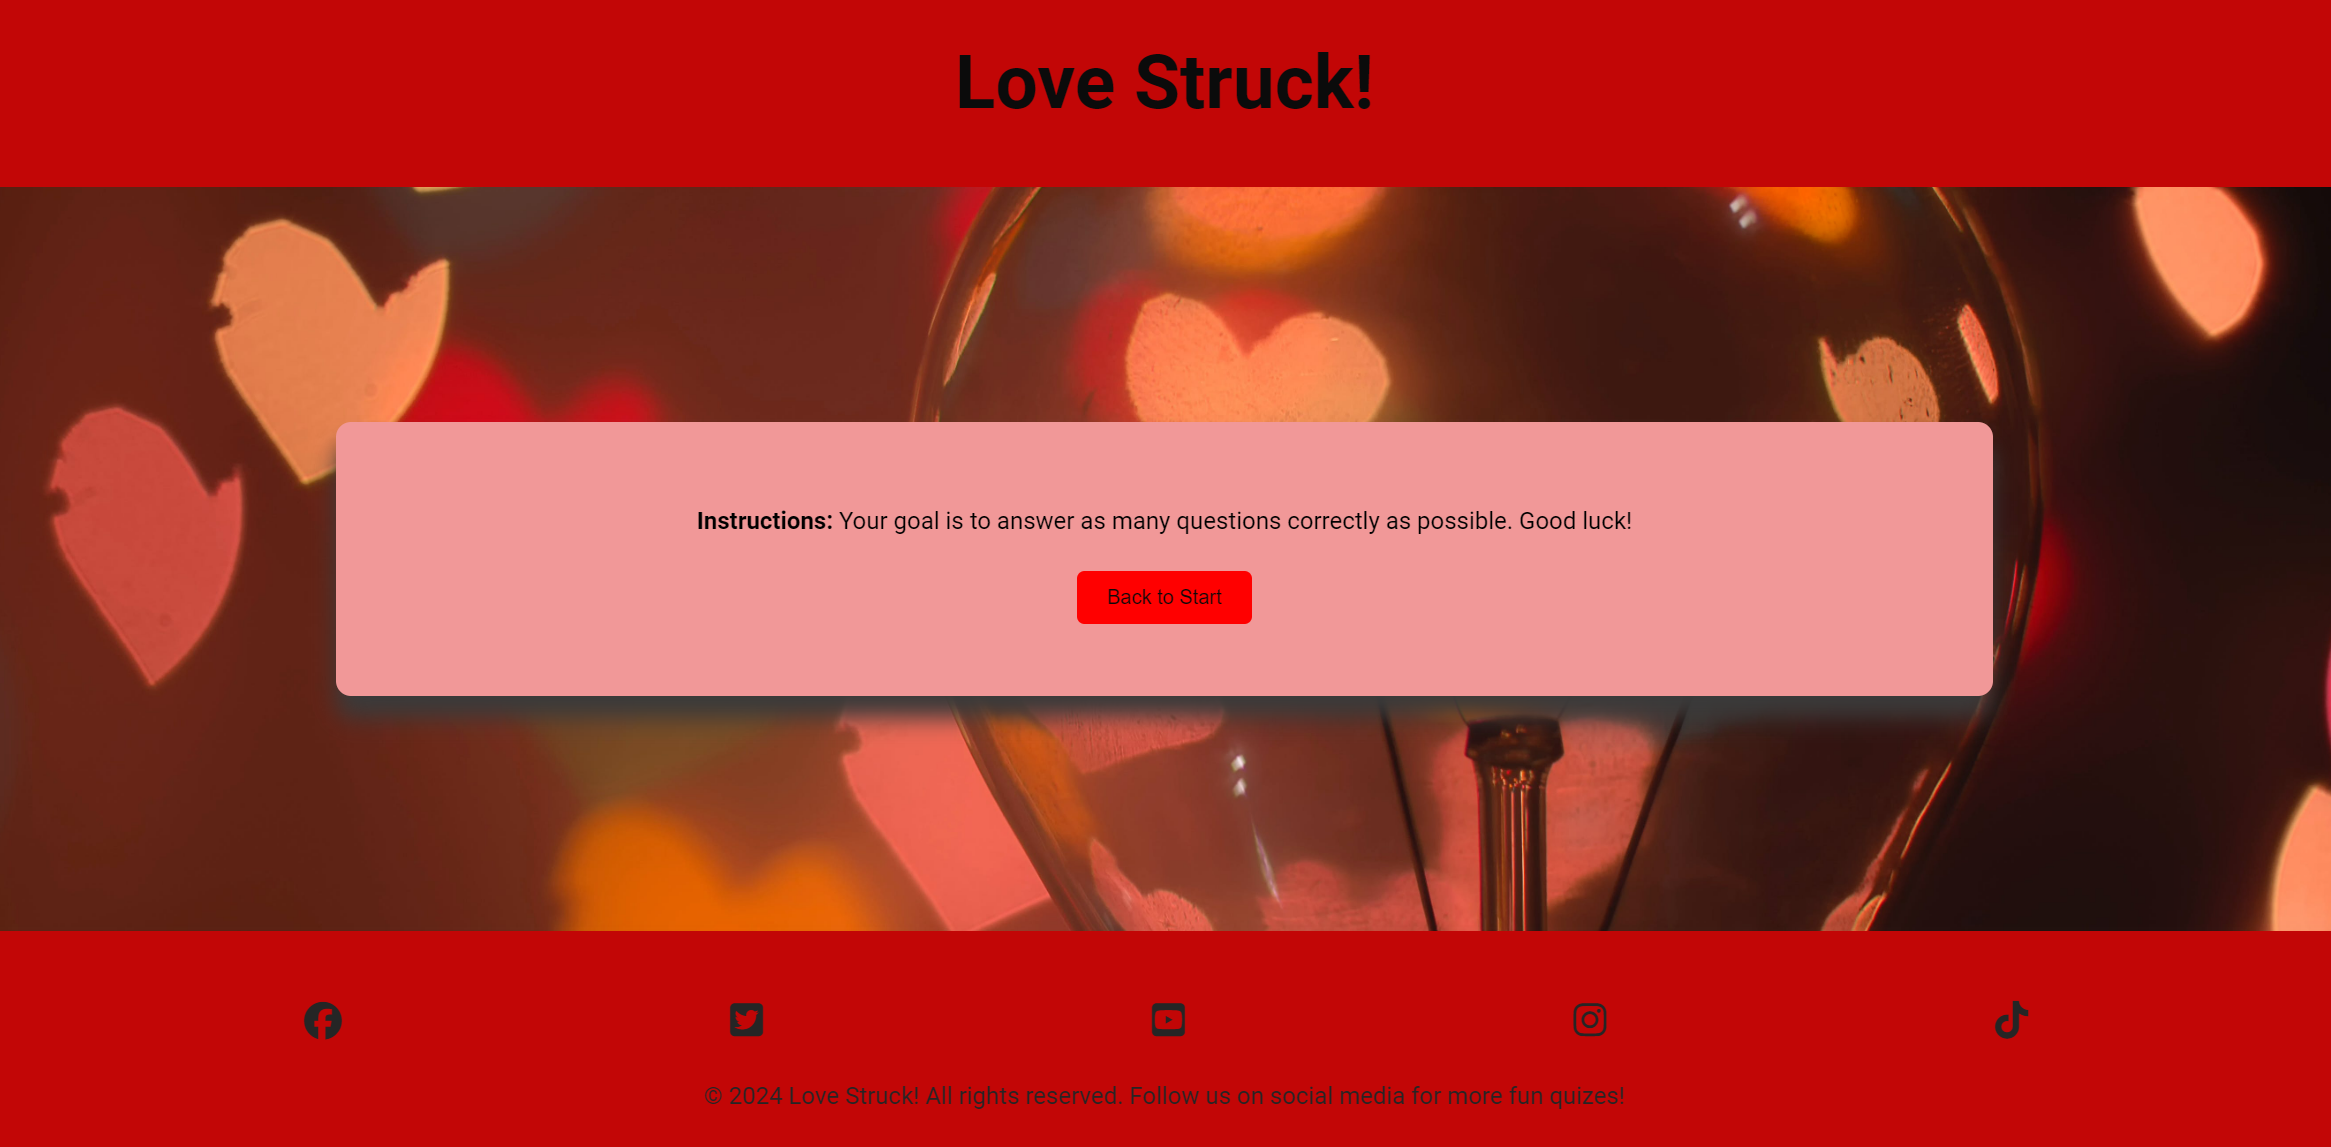 Love Struck!
Instructions: Your goal is to answer as many questions correctly as possible. Good luck!
Back to Start
© 2024 Love Struck! All rights reserved. Follow us on social media for more fun quizes!